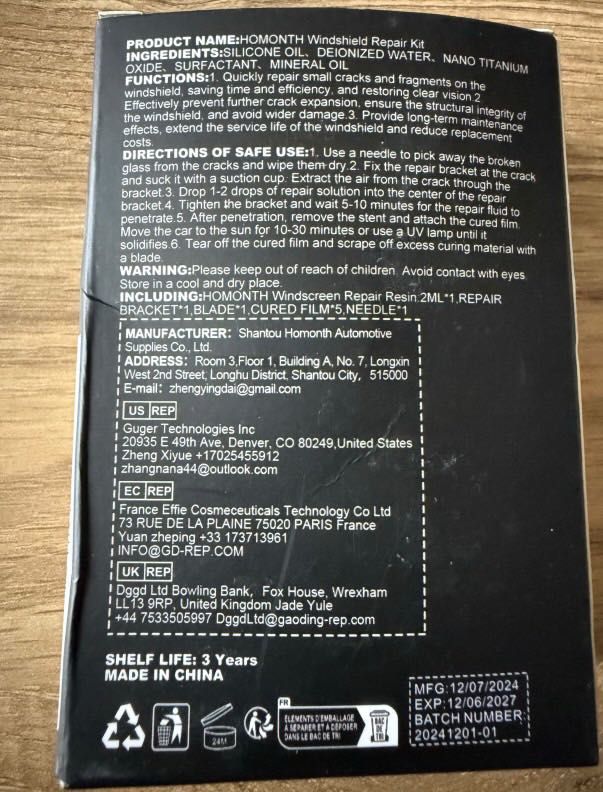 PRODUCT NAME:HOMONTH Windshield Repair Kit
INGREDIENTS:SILICONE OIL、DEIONIZED WATER、NANO TITANIUM
OXIDE、SURFACTANT、MINERAL OIL
FUNCTIONS:1. Quickly repair small cracks and fragments on the
windshield, saving time and efficiency, and restoring clear vision.2.
Effectively prevent further crack expansion, ensure the structural integrity of
the windshield, and avoid wider damage.3. Provide long-term maintenance
effects, extend the service life of the windshield and reduce replacement
costs.
DIRECTIONS OF SAFE USE:1. Use a needle to pick away the broken
glass from the cracks and wipe them dry.2. Fix the repair bracket at the crack
and suck it with a suction cup. Extract the air from the crack through the
bracket.3. Drop 1-2 drops of repair solution into the center of the repair
bracket.4. Tighten the bracket and wait 5-10 minutes for the repair fluid to
penetrate.5. After penetration, remove the stent and attach the cured film.
Move the car to the sun for 10-30 minutes or use a UV lamp until it
solidifies.6. Tear off the cured film and scrape off excess curing material with
a blade.
WARNING:Please keep out of reach of children. Avoid contact with eyes.
Store in a cool and dry place.
INCLUDING:HOMONTH Windscreen Repair Resin:2ML*1,REPAIR
BRACKET*1,BLADE*1,CURED FILM*5,NEEDLE*1
MANUFACTURER: Shantou Homonth Automotive
Supplies Co., Ltd.
ADDRESS: Room 3,Floor 1, Building A, No. 7, Longxin
West 2nd Street, Longhu District, Shantou City, 515000
E-mail: zhengyingdai@gmail.com
US REP
Guger Technologies Inc
20935 E 49th Ave, Denver, CO 80249,United States
Zheng Xiyue +17025455912
zhangnana44@outlook.com
EC REP
France Effie Cosmeceuticals Technology Co Ltd
73 RUE DE LA PLAINE 75020 PARIS France
Yuan zheping +33 173713961
INFO@GD-REP.COM
UK REP
Dggd Ltd Bowling Bank, Fox House, Wrexham
LL13 9RP, United Kingdom Jade Yule
+44 7533505997 DggdLtd@gaoding-rep.com
SHELF LIFE: 3 Years
MADE IN CHINA
MFG:12/07/2024
EXP:12/06/2027
BATCH NUMBER:
20241201-01
24M
FR
ÉLÉMENTS D'EMBALLAGE
À SÉPARER ET À DÉPOSER
DANS LE BAC DE TRI
BAC
DE
TRI